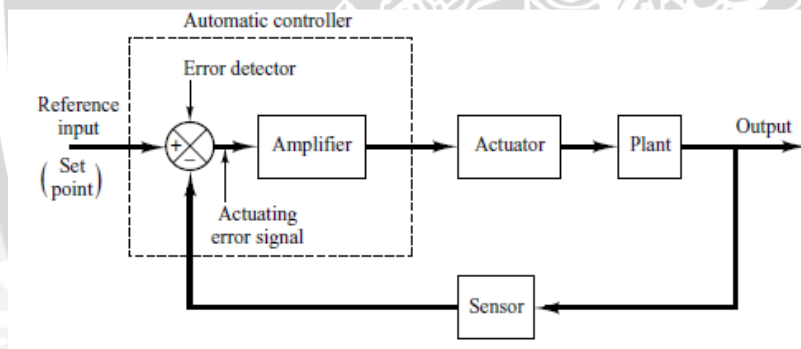 Automatic controller
Error detector
Reference
input
(Set
point)
+
−
Amplifier
Actuator
Plant
Output
Actuating
error signal
Sensor